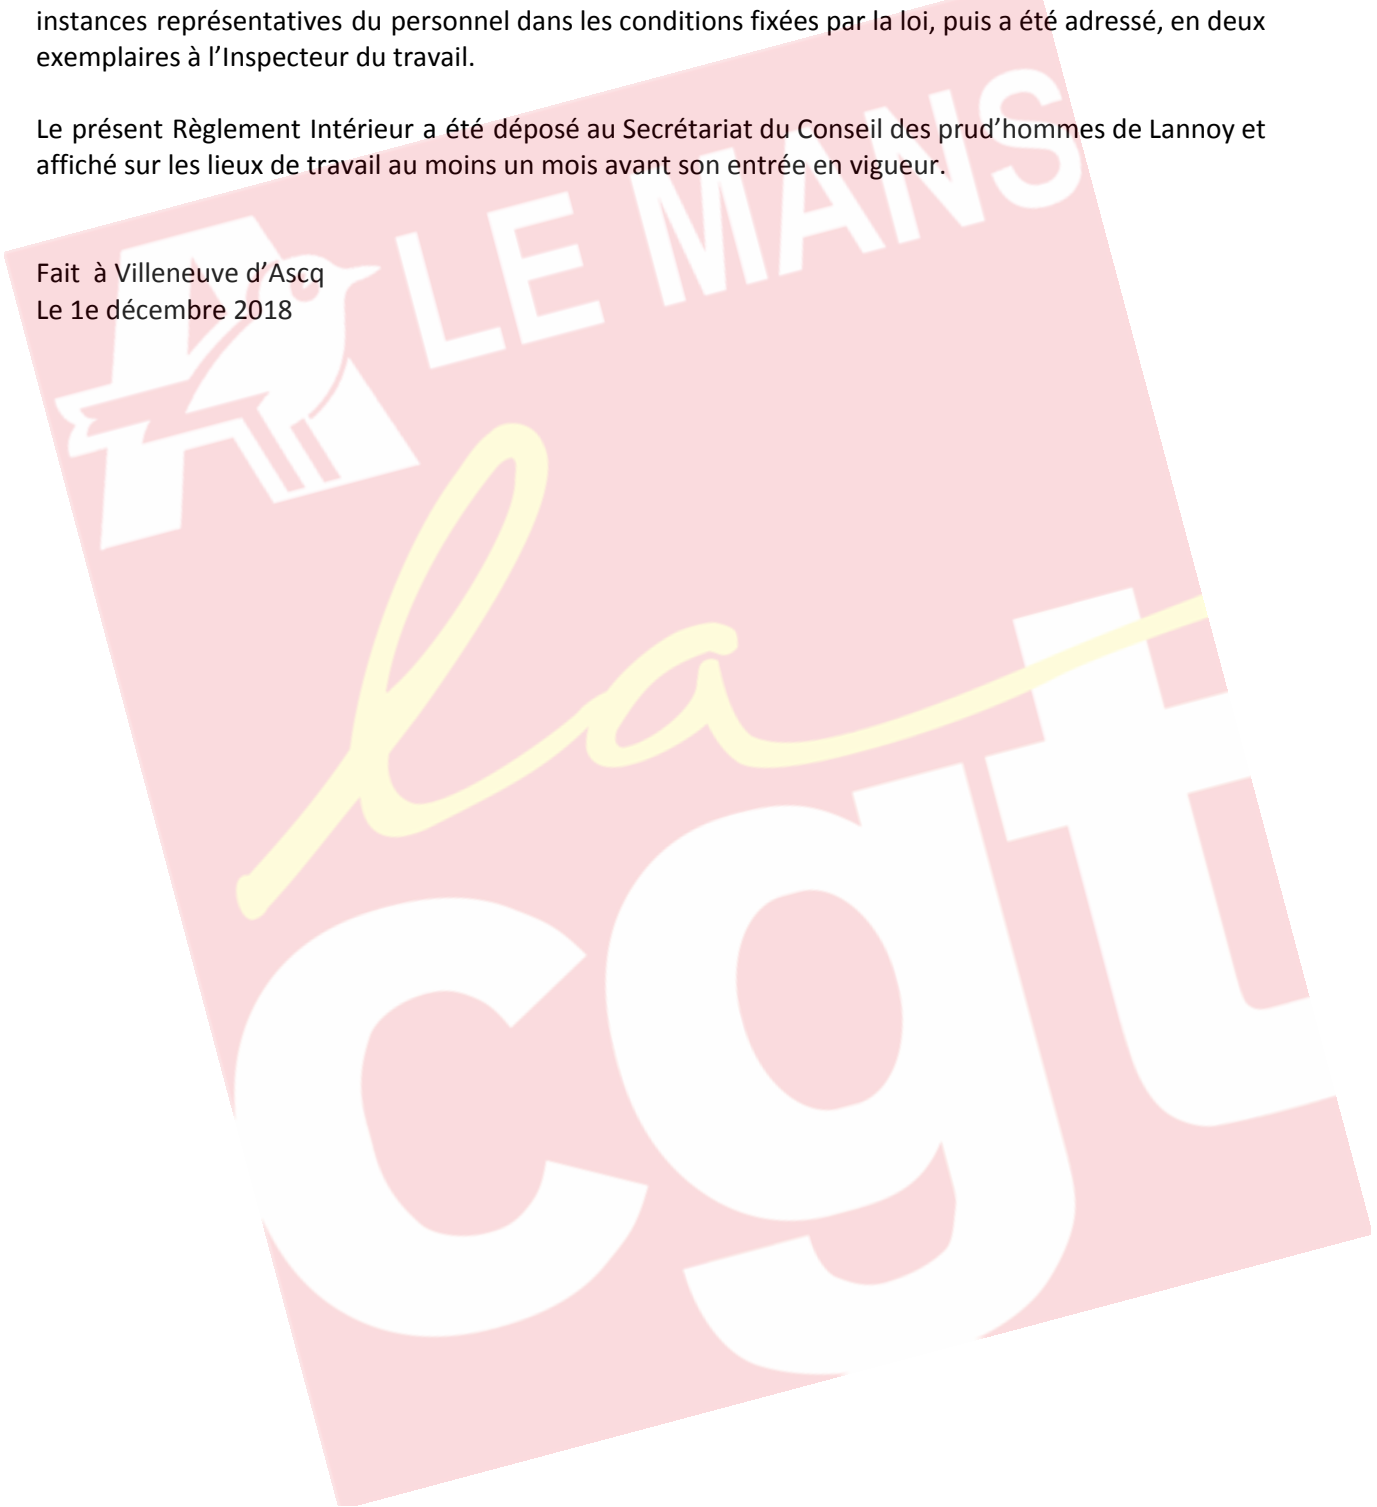 instances représentatives du personnel dans les conditions fixées par la loi, puis a été adressé, en deux
exemplaires à l’Inspecteur du travail.
Le présent Règlement Intérieur a été déposé au Secrétariat du Conseil des prud’hommes de Lannoy et
affiché sur les lieux de travail au moins un mois avant son entrée en vigueur.
Fait  à Villeneuve d’Ascq
Le 1e décembre 2018
LE MANS
la
cgt